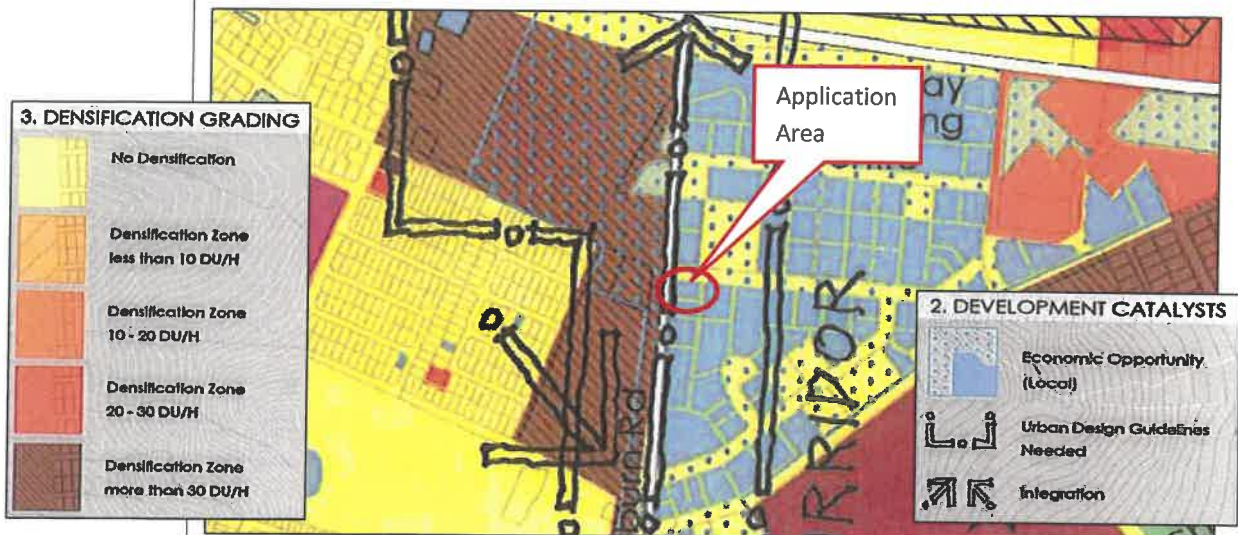 3. DENSIFICATION GRADING
No Densification
Densification Zone
less than 10 DU/H
Densification Zone
10 - 20 DU/H
Densification Zone
20 - 30 DU/H
Densification Zone
more than 30 DU/H
Application
Area
2. DEVELOPMENT CATALYSTS
Economic Opportunity
(Local)
Urban Design Guidelines
Needed
Integration